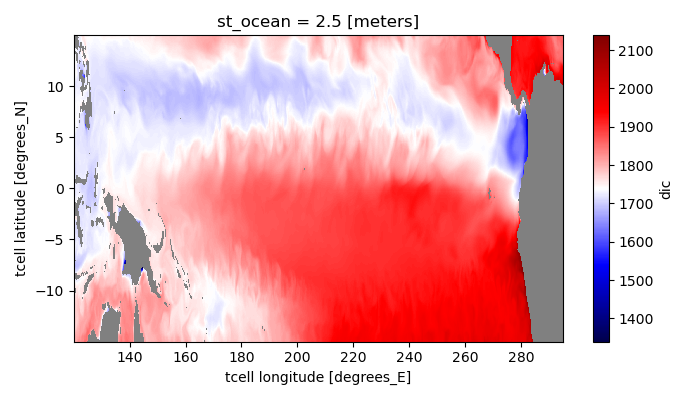 st_ocean = 2.5 [meters]
10
5
0
−5
−10
tcell latitude [degrees_N]
140 160 180 200 220 240 260 280
tcell longitude [degrees_E]
2100
2000
1900
1800
1700
1600
1500
1400
dic